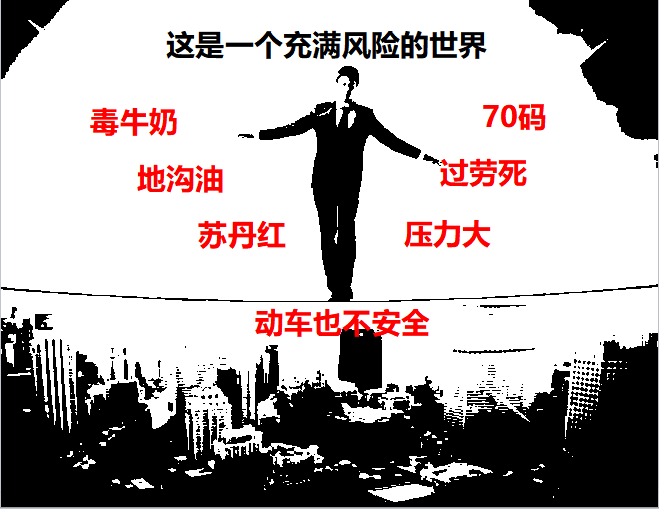 这是一个充满风险的世界
毒牛奶
70码
地沟油
过劳死
苏丹红
压力大
动车也不安全